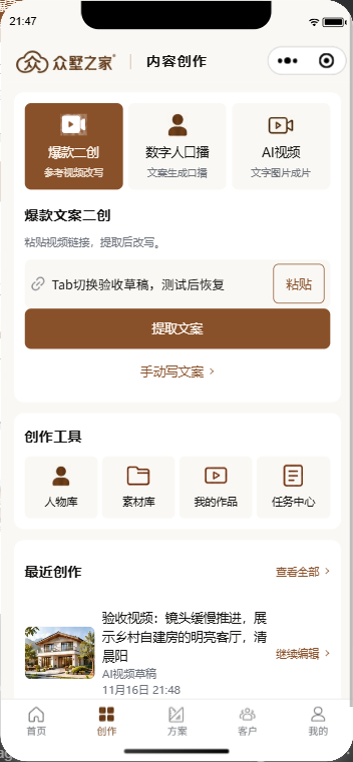 21:47
众墅之家
内容创作
爆款二创
参考视频改写
数字人口播
文案生成口播
AI视频
文字图片成片
爆款文案二创
粘贴视频链接，提取后改写。
Tab切换验收草稿，测试后恢复
粘贴
提取文案
手动写文案 >
创作工具
人物库
素材库
我的作品
任务中心
最近创作
查看全部 >
验收视频：镜头缓慢推进，展
示乡村自建房的明亮客厅，清
晨阳
AI视频草稿
11月16日 21:48
继续编辑 >
首页
创作
方案
客户
我的